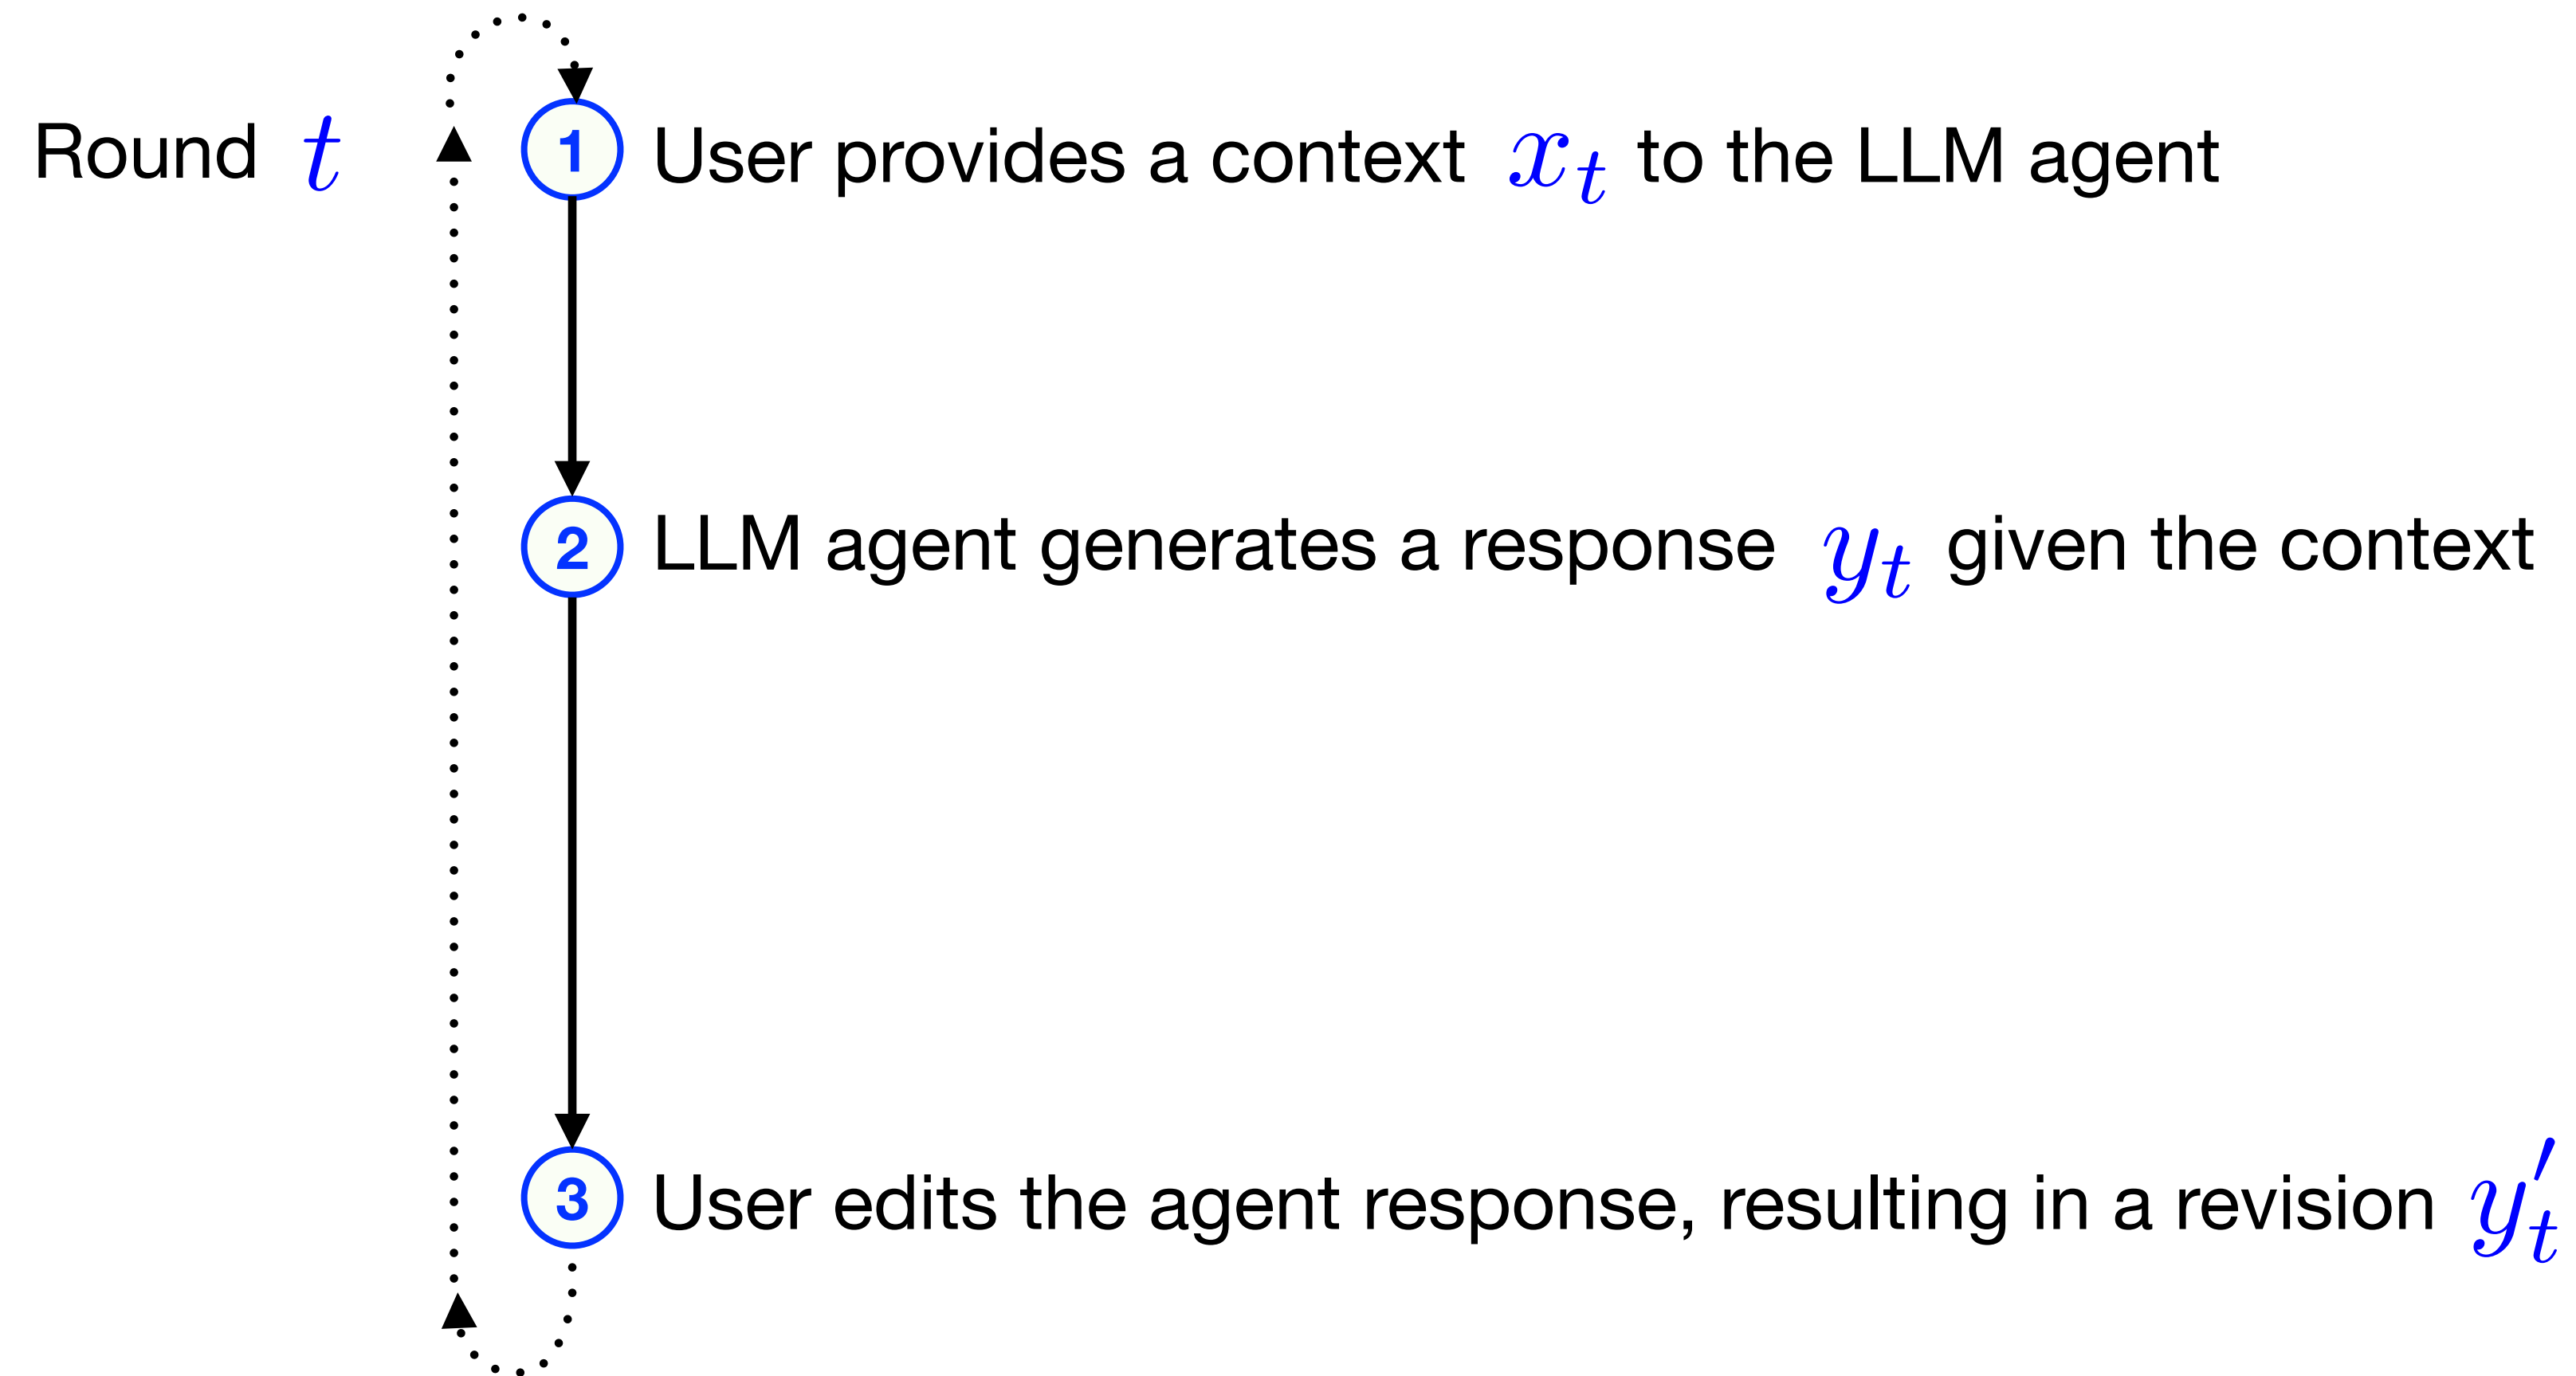 Round t
1 User provides a context x_t to the LLM agent
2 LLM agent generates a response y_t given the context
3 User edits the agent response, resulting in a revision y'_t